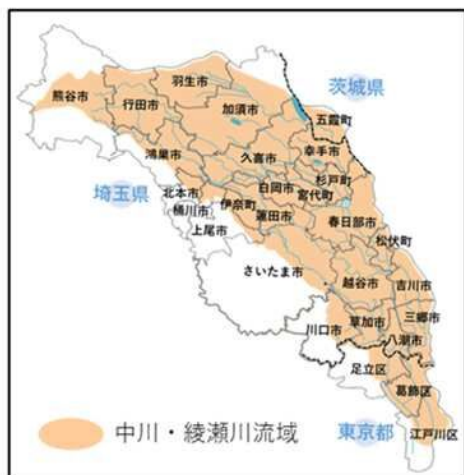 茨城県
羽生市
熊谷市
行田市
加須市
五霞町
幸手市
鴻巣市
久喜市
杉戸町
白岡市
宮代町
埼玉県
北本市
伊奈町
蓮田市
桶川市
春日部市
上尾市
松伏町
さいたま市
越谷市
吉川市
三郷市
草加市
川口市
八潮市
足立区
葛飾区
中川・綾瀬川流域
東京都
江戸川区